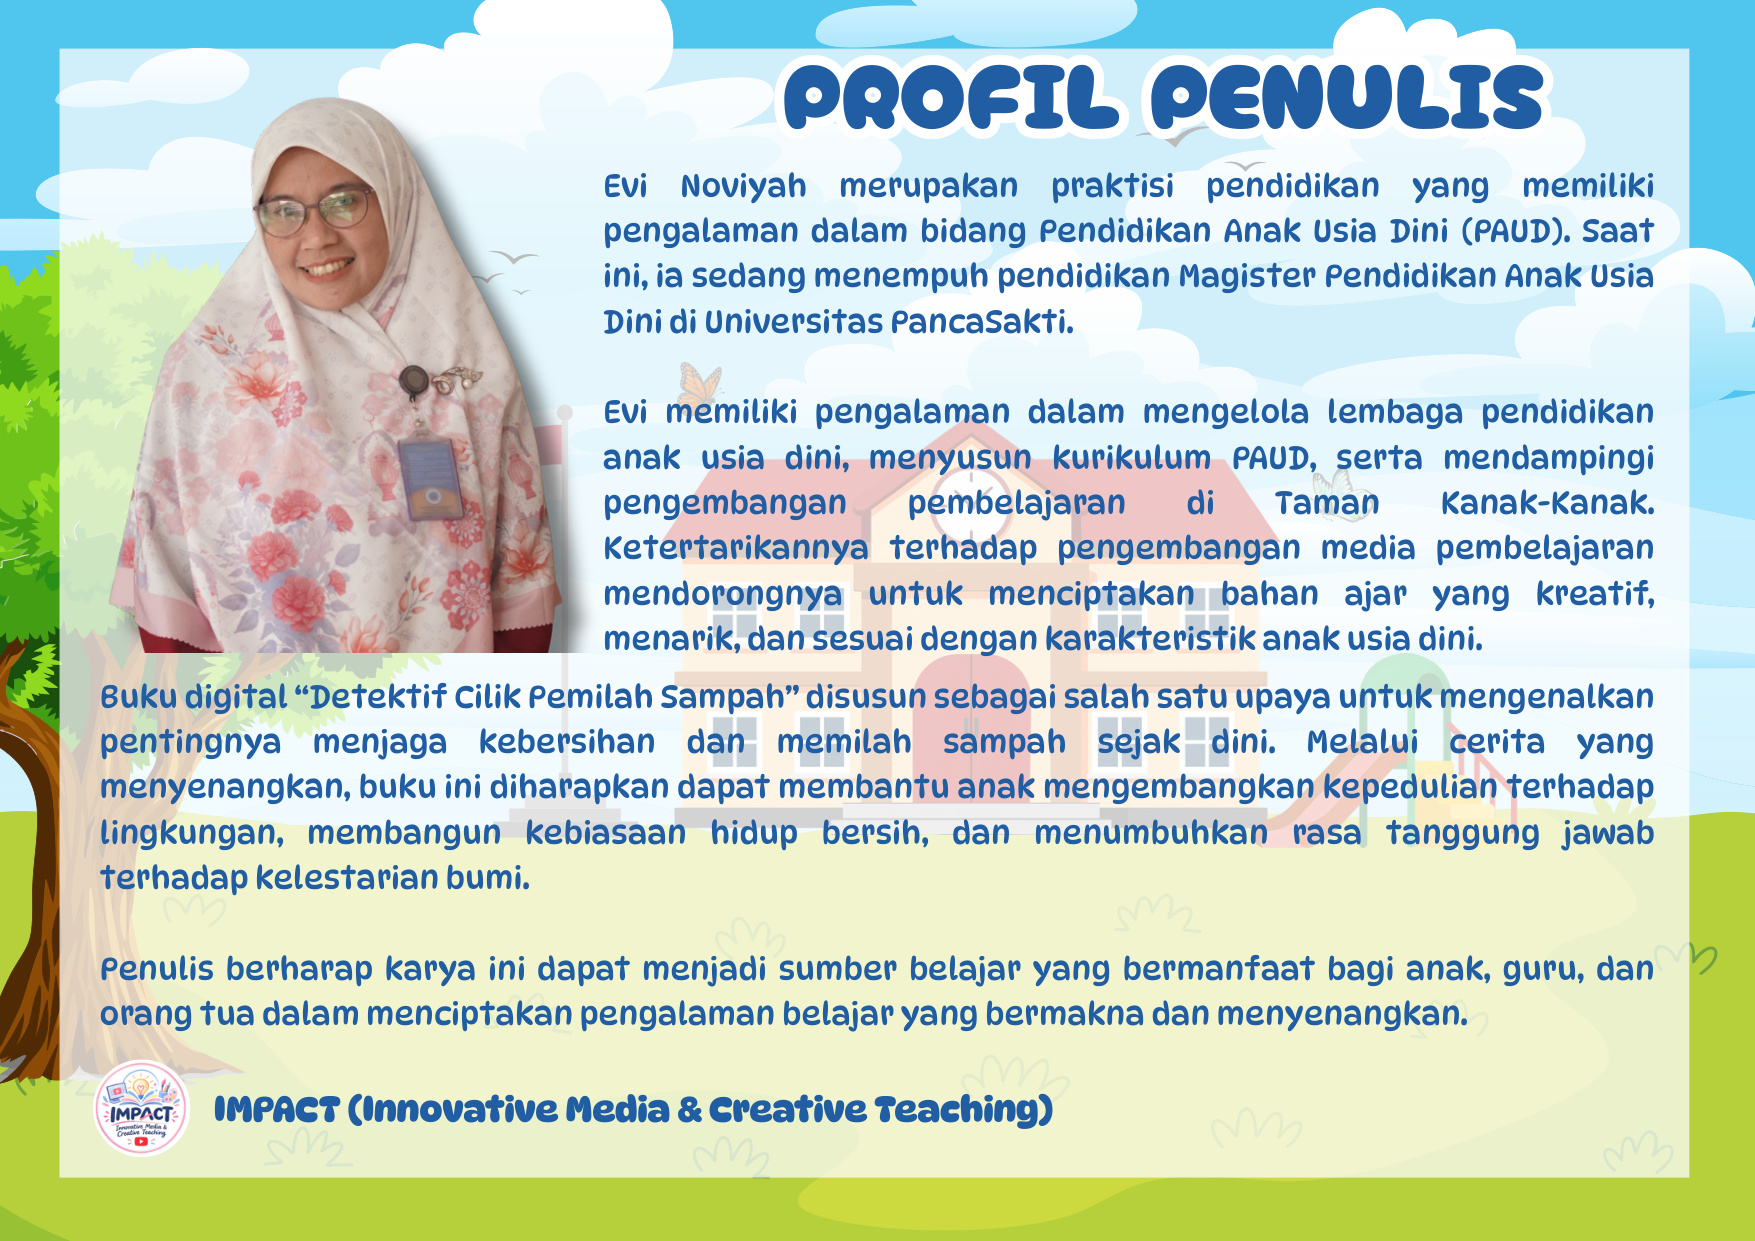 PROFIL PENULIS
Evi Noviyah merupakan praktisi pendidikan yang memiliki
pengalaman dalam bidang Pendidikan Anak Usia Dini (PAUD). Saat
ini, ia sedang menempuh pendidikan Magister Pendidikan Anak Usia
Dini di Universitas PancaSakti.
Evi memiliki pengalaman dalam mengelola lembaga pendidikan
anak usia dini, menyusun kurikulum PAUD, serta mendampingi
pengembangan pembelajaran di Taman Kanak-Kanak.
Ketertarikannya terhadap pengembangan media pembelajaran
mendorongnya untuk menciptakan bahan ajar yang kreatif,
menarik, dan sesuai dengan karakteristik anak usia dini.
Buku digital “Detektif Cilik Pemilah Sampah” disusun sebagai salah satu upaya untuk mengenalkan
pentingnya menjaga kebersihan dan memilah sampah sejak dini. Melalui cerita yang
menyenangkan, buku ini diharapkan dapat membantu anak mengembangkan kepedulian terhadap
lingkungan, membangun kebiasaan hidup bersih, dan menumbuhkan rasa tanggung jawab
terhadap kelestarian bumi.
Penulis berharap karya ini dapat menjadi sumber belajar yang bermanfaat bagi anak, guru, dan
orang tua dalam menciptakan pengalaman belajar yang bermakna dan menyenangkan.
IMPACT
Innovative Media &
Creative Teaching
IMPACT (Innovative Media & Creative Teaching)